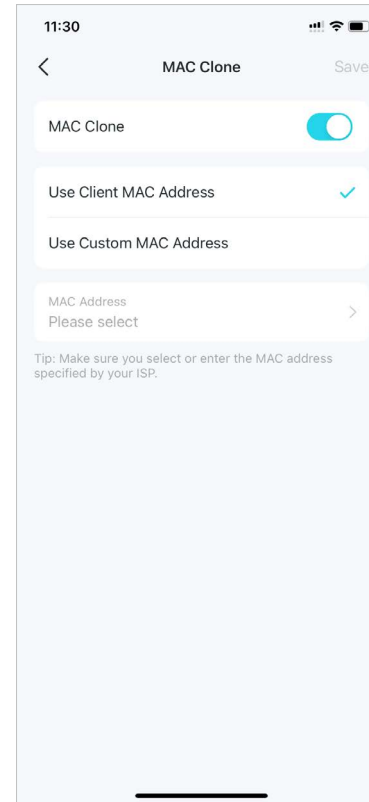 11:30
MAC Clone
Save
MAC Clone
Use Client MAC Address
Use Custom MAC Address
MAC Address
Please select
Tip: Make sure you select or enter the MAC address
specified by your ISP.